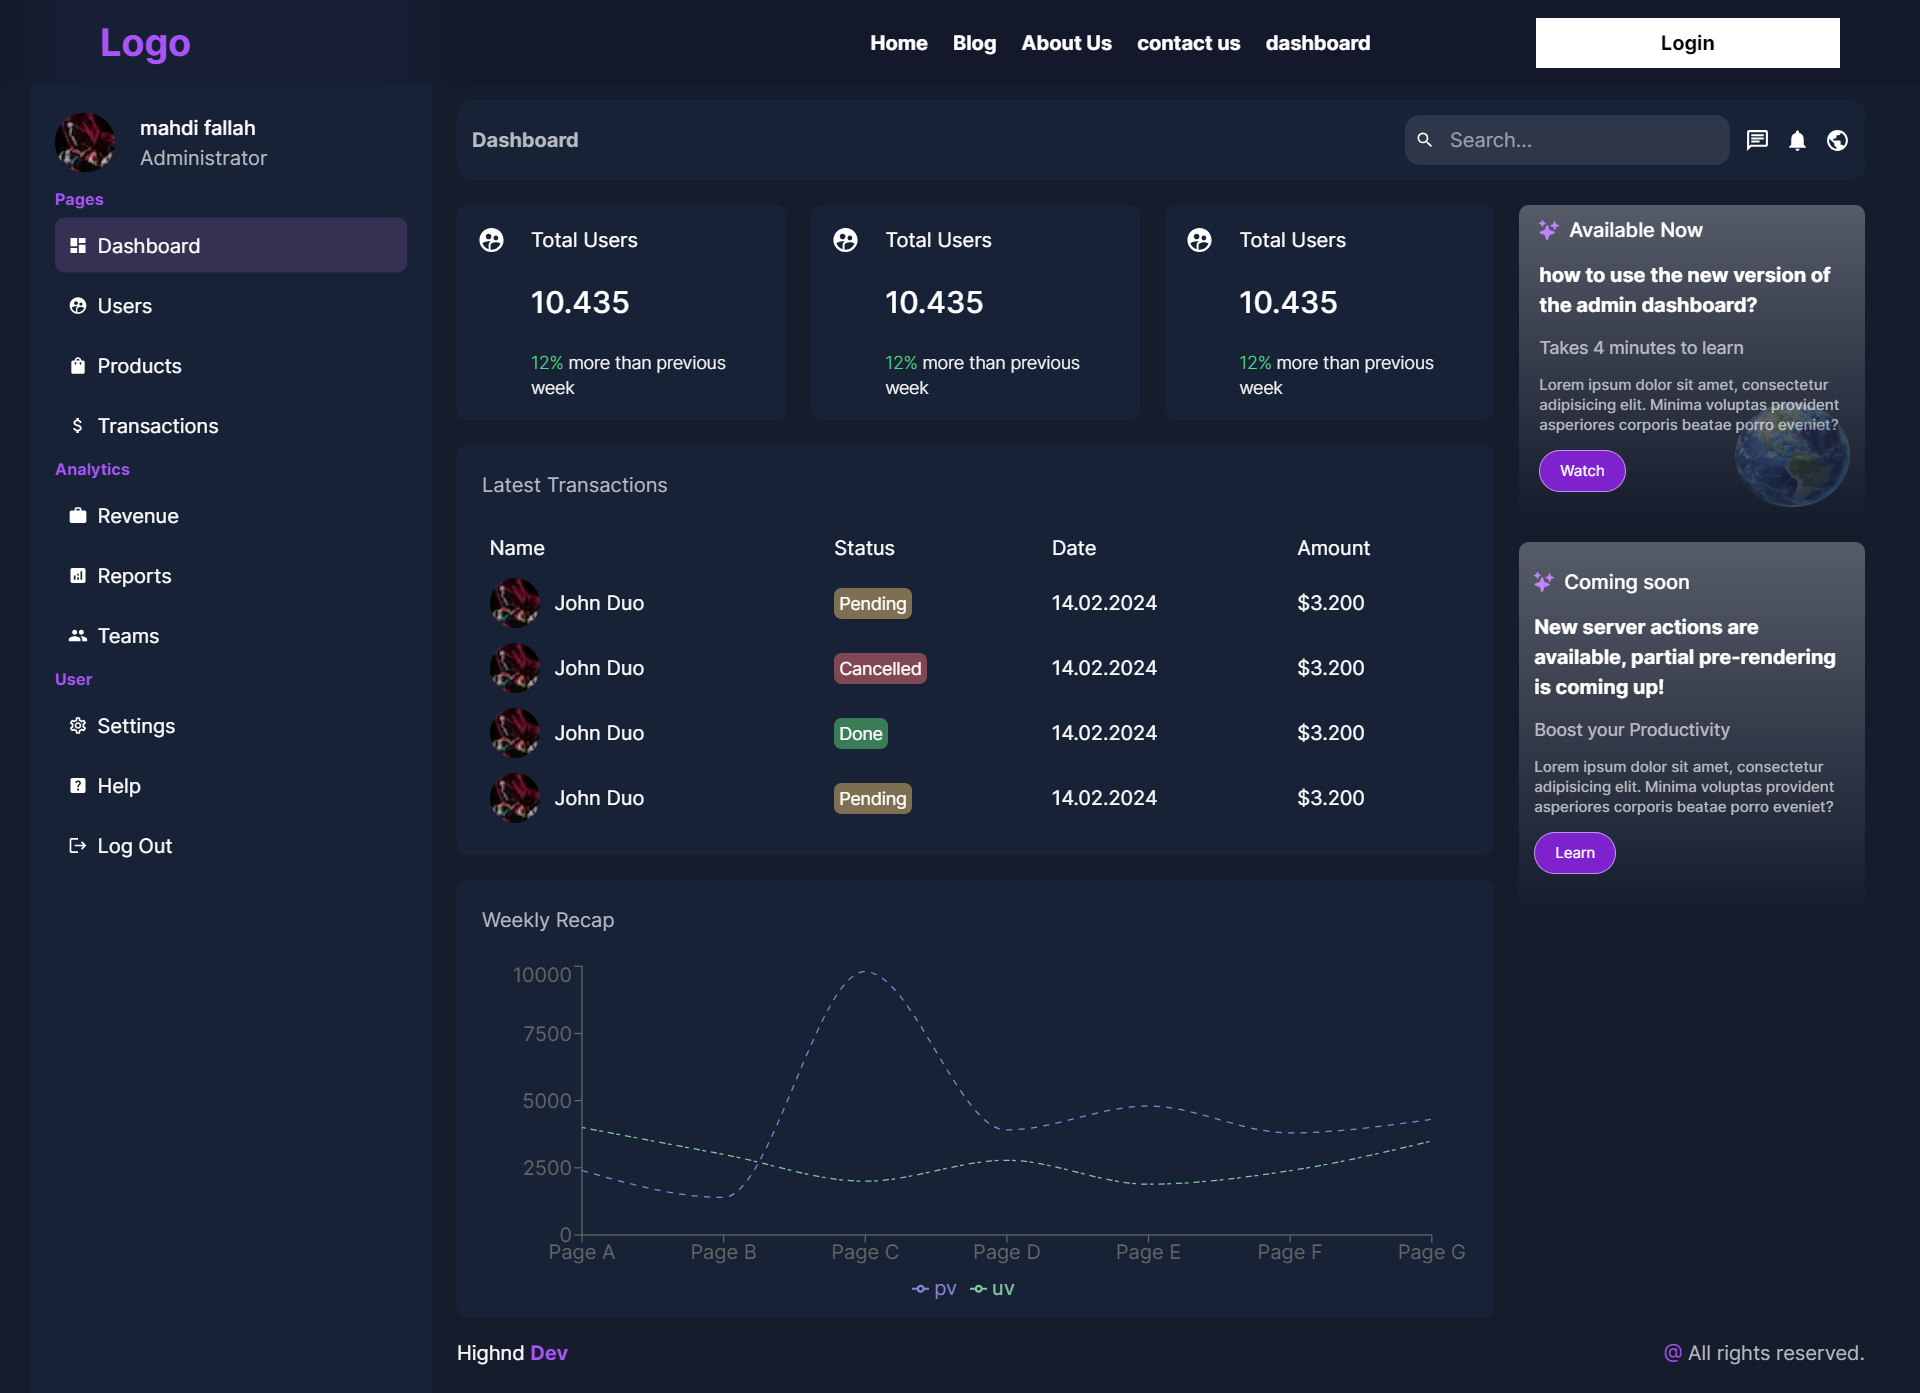 Logo
Home Blog About Us contact us dashboard
Login
mahdi fallah
Administrator
Pages
Dashboard
Users
Products
Transactions
Analytics
Revenue
Reports
Teams
User
Settings
Help
Log Out
Dashboard
Search...
Total Users
10.435
12% more than previous
week
Total Users
10.435
12% more than previous
week
Total Users
10.435
12% more than previous
week
Latest Transactions
Name Status Date Amount
John Duo Pending 14.02.2024 $3.200
John Duo Cancelled 14.02.2024 $3.200
John Duo Done 14.02.2024 $3.200
John Duo Pending 14.02.2024 $3.200
Weekly Recap
10000
7500
5000
2500
0
Page A Page B Page C Page D Page E Page F Page G
pv uv
Available Now
how to use the new version of
the admin dashboard?
Takes 4 minutes to learn
Lorem ipsum dolor sit amet, consectetur
adipisicing elit. Minima voluptas provident
asperiores corporis beatae porro eveniet?
Watch
Coming soon
New server actions are
available, partial pre-rendering
is coming up!
Boost your Productivity
Lorem ipsum dolor sit amet, consectetur
adipisicing elit. Minima voluptas provident
asperiores corporis beatae porro eveniet?
Learn
Highnd Dev
@ All rights reserved.